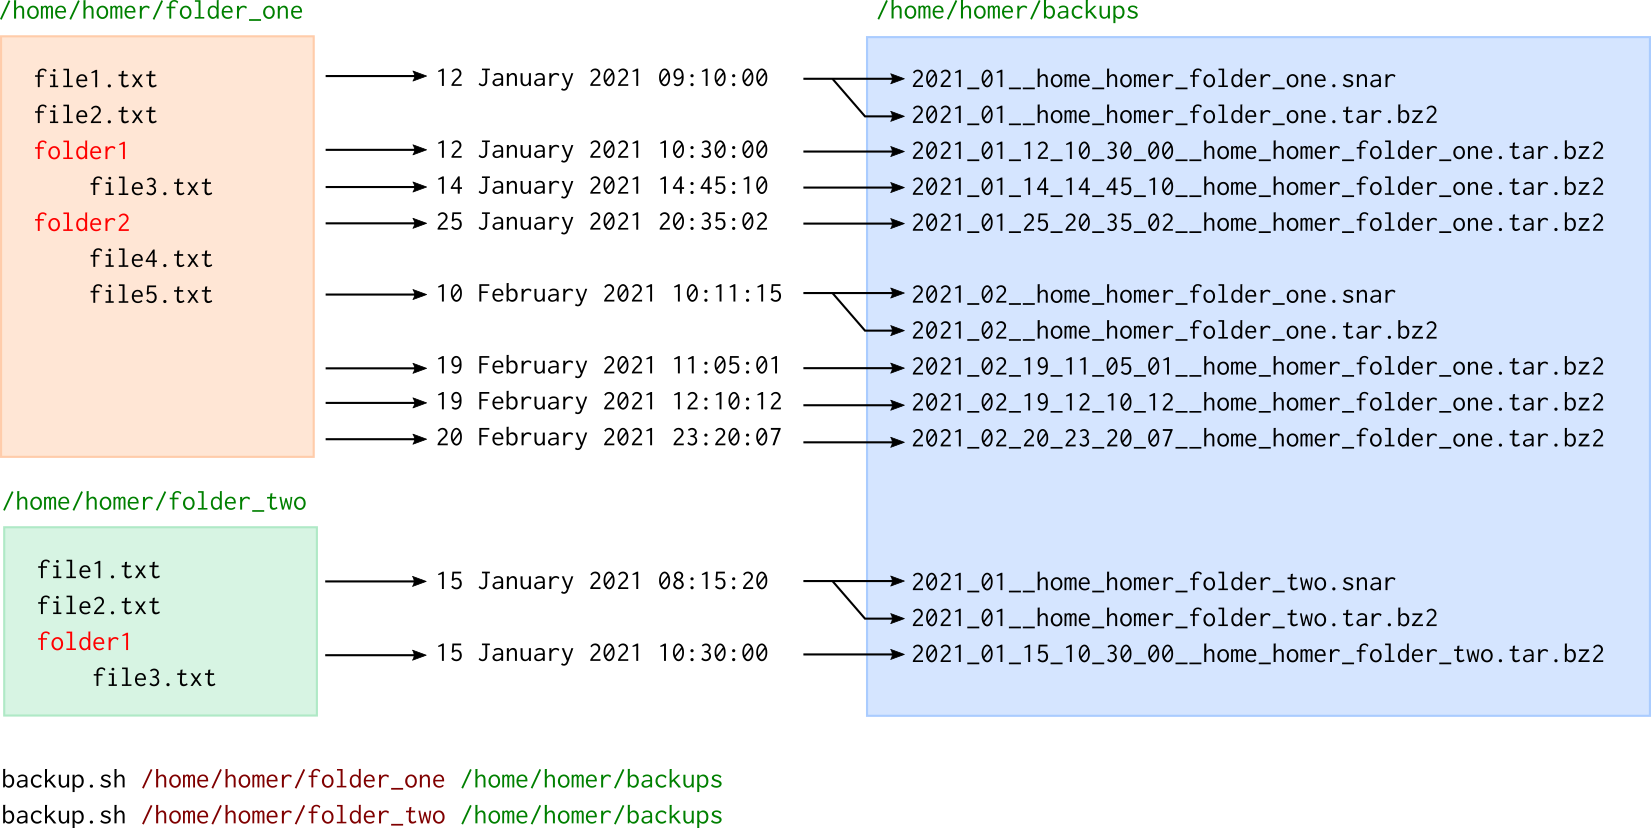 /home/homer/folder_one /home/homer/backups
file1.txt 12 January 2021 09:10:00 2021_01__home_homer_folder_one.snar
file2.txt 2021_01__home_homer_folder_one.tar.bz2
folder1 12 January 2021 10:30:00 2021_01_12_10_30_00__home_homer_folder_one.tar.bz2
file3.txt 14 January 2021 14:45:10 2021_01_14_14_45_10__home_homer_folder_one.tar.bz2
folder2 25 January 2021 20:35:02 2021_01_25_20_35_02__home_homer_folder_one.tar.bz2
file4.txt
file5.txt 10 February 2021 10:11:15 2021_02__home_homer_folder_one.snar
2021_02__home_homer_folder_one.tar.bz2
19 February 2021 11:05:01 2021_02_19_11_05_01__home_homer_folder_one.tar.bz2
19 February 2021 12:10:12 2021_02_19_12_10_12__home_homer_folder_one.tar.bz2
20 February 2021 23:20:07 2021_02_20_23_20_07__home_homer_folder_one.tar.bz2
/home/homer/folder_two
file1.txt 15 January 2021 08:15:20 2021_01__home_homer_folder_two.snar
file2.txt 2021_01__home_homer_folder_two.tar.bz2
folder1 15 January 2021 10:30:00 2021_01_15_10_30_00__home_homer_folder_two.tar.bz2
file3.txt
backup.sh /home/homer/folder_one /home/homer/backups
backup.sh /home/homer/folder_two /home/homer/backups